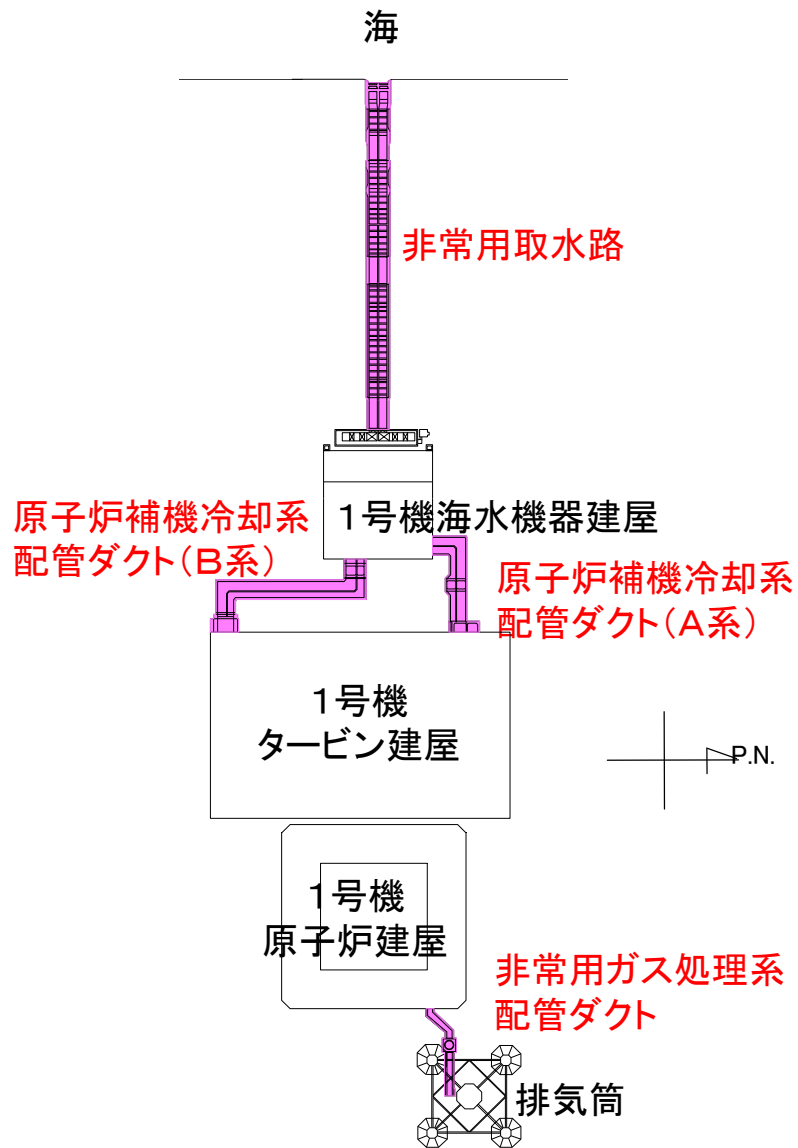 海
非常用取水路
原子炉補機冷却系
配管ダクト(B系)
1号機海水機器建屋
原子炉補機冷却系
配管ダクト(A系)
1号機
タービン建屋
P.N.
1号機
原子炉建屋
非常用ガス処理系
配管ダクト
排気筒